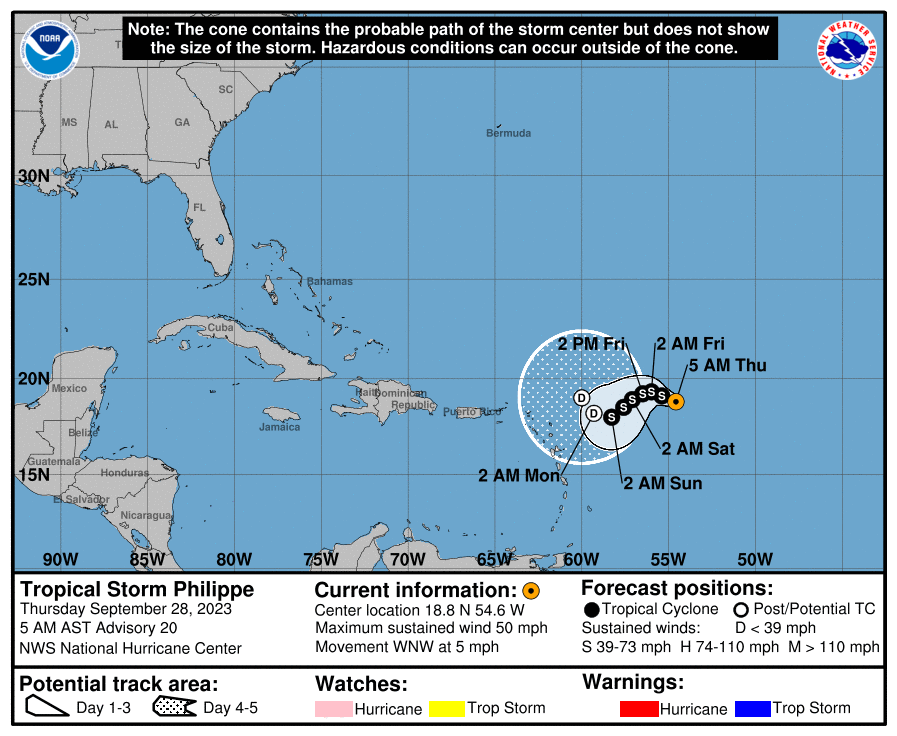 Note: The cone contains the probable path of the storm center but does not show
the size of the storm. Hazardous conditions can occur outside of the cone.
NOAA
NATIONAL WEATHER SERVICE
SC
MS
AL
GA
Bermuda
30N
FL
25N
Bahamas
Cuba
2 PM Fri
2 AM Fri
5 AM Thu
20N
Mexico
Haiti
Dominican
Republic
Puerto Rico
Jamaica
D
D
S
S
S
S
S
S
Belize
2 AM Sat
Guatemala
Honduras
15N
2 AM Mon
2 AM Sun
El Salvador
Nicaragua
90W
85W
80W
75W
70W
65W
60W
55W
50W
Tropical Storm Philippe
Thursday September 28, 2023
5 AM AST Advisory 20
NWS National Hurricane Center
Current information:
Center location 18.8 N 54.6 W
Maximum sustained wind 50 mph
Movement WNW at 5 mph
Forecast positions:
Tropical Cyclone
Post/Potential TC
Sustained winds:
D < 39 mph
S 39-73 mph H 74-110 mph M > 110 mph
Potential track area:
Day 1-3
Day 4-5
Watches:
Hurricane
Trop Storm
Warnings:
Hurricane
Trop Storm